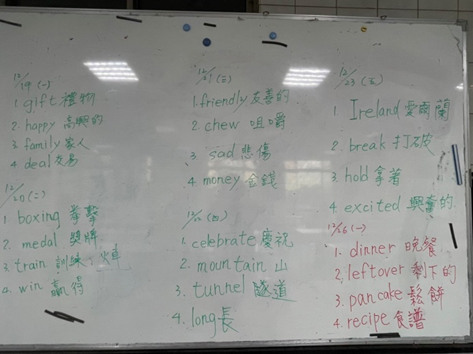 12/19 (一)
1. gift 禮物
2. happy 高興的
3. family 家人
4. deal 交易
12/20 (二)
1 boxing 拳擊
2. medal 獎牌
3 train 訓練;火車
4. win 贏得
12/21 (三)
1. friendly 友善的
2. chew 咀嚼
3. sad 悲傷
4. money 金錢
(四)
1. celebrate 慶祝
2. mountain 山
3. tunnel 隧道
4. long 長
12/23 (五)
1. Ireland 愛爾蘭
2. break 打破
3. hold 拿著
4. excited 興奮的
12/26 (一)
1. dinner 晚餐
2. leftover 剩下的
3. pancake 鬆餅
4. recipe 食譜